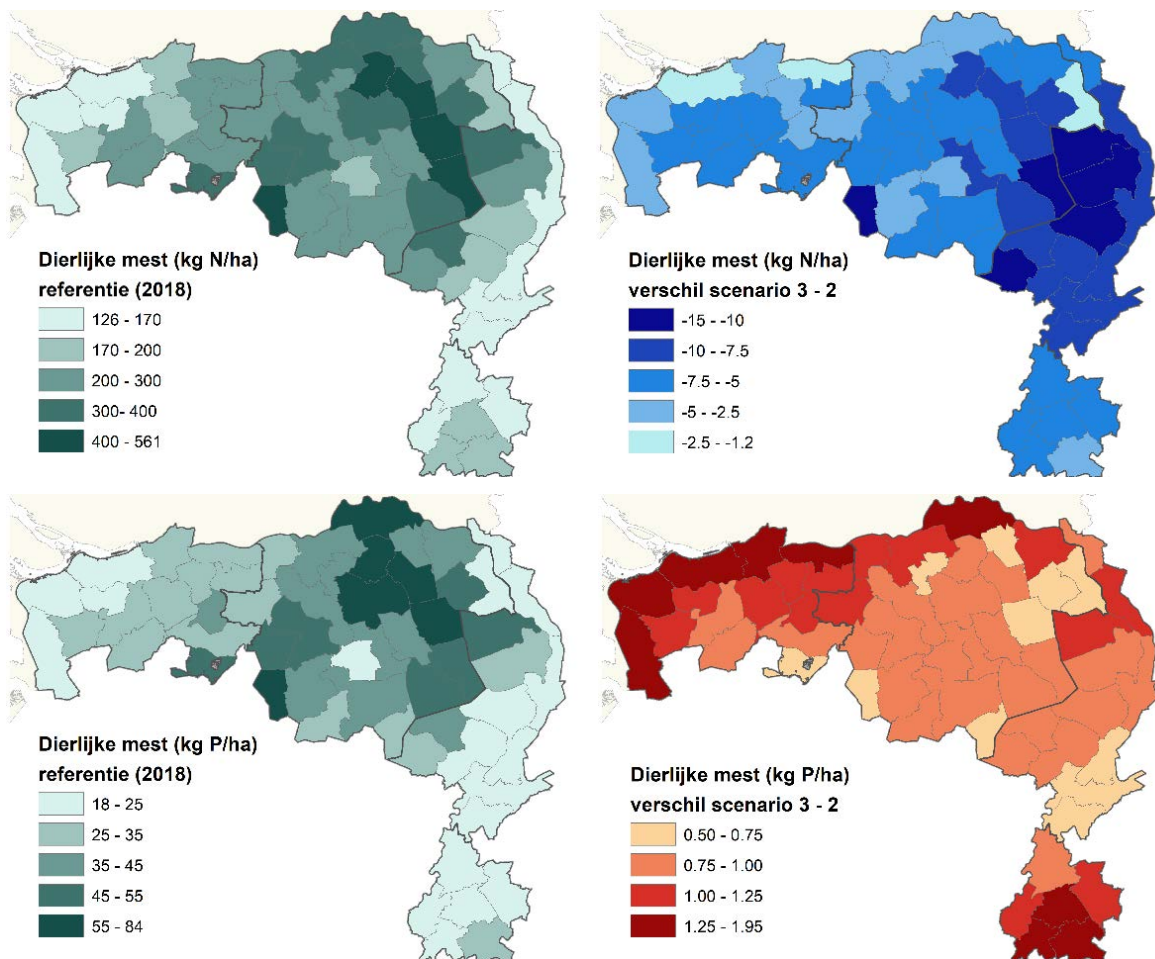 Dierlijke mest (kg N/ha)
referentie (2018)
126 - 170
170 - 200
200 - 300
300- 400
400 - 561
Dierlijke mest (kg N/ha)
verschil scenario 3 - 2
-15 - -10
-10 - -7.5
-7.5 - -5
-5 - -2.5
-2.5 - -1.2
Dierlijke mest (kg P/ha)
referentie (2018)
18 - 25
25 - 35
35 - 45
45 - 55
55 - 84
Dierlijke mest (kg P/ha)
verschil scenario 3 - 2
0.50 - 0.75
0.75 - 1.00
1.00 - 1.25
1.25 - 1.95